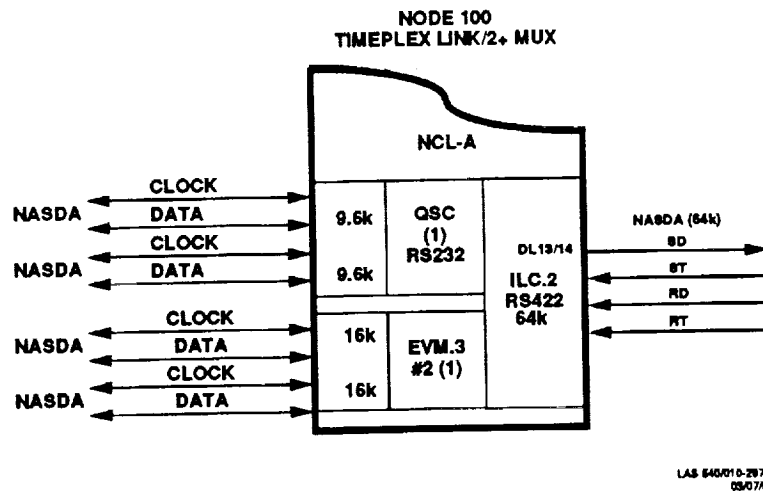 NODE 100
TIMEPLEX LINK/2+ MUX
NCL-A
CLOCK
NASDA
DATA
9.6k
CLOCK
NASDA
DATA
9.6k
QSC
(1)
RS232
CLOCK
NASDA
DATA
16k
CLOCK
NASDA
DATA
16k
EVM.3
#2 (1)
DL13/14
ILC.2
RS422
64k
NASDA (64k)
SD
ST
RD
RT
LAS